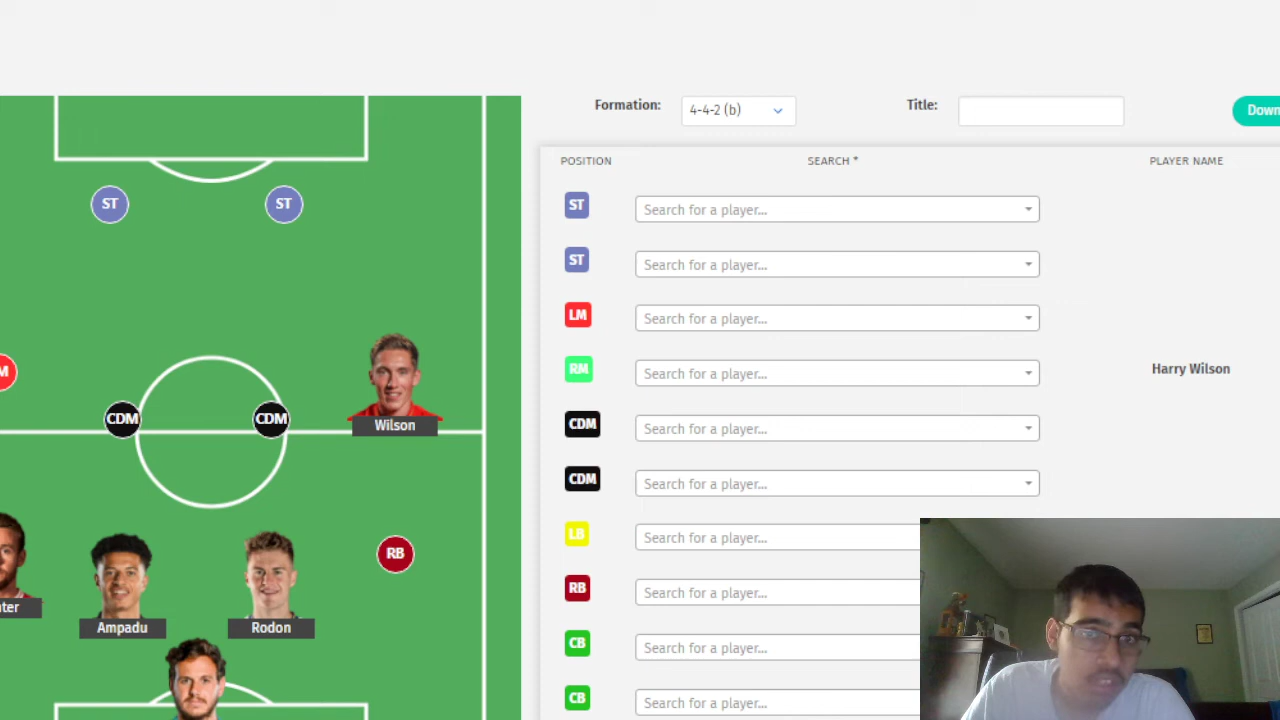 Formation:
4-4-2 (b)
Title:
Down
POSITION
SEARCH *
PLAYER NAME
ST
ST
ST
Search for a player...
ST
Search for a player...
LM
Search for a player...
M
RM
Search for a player...
Harry Wilson
CDM
CDM
Wilson
CDM
Search for a player...
CDM
Search for a player...
RB
LB
Search for a player...
RB
Search for a player...
nter
Ampadu
Rodon
CB
Search for a player...
CB
Search for a player...